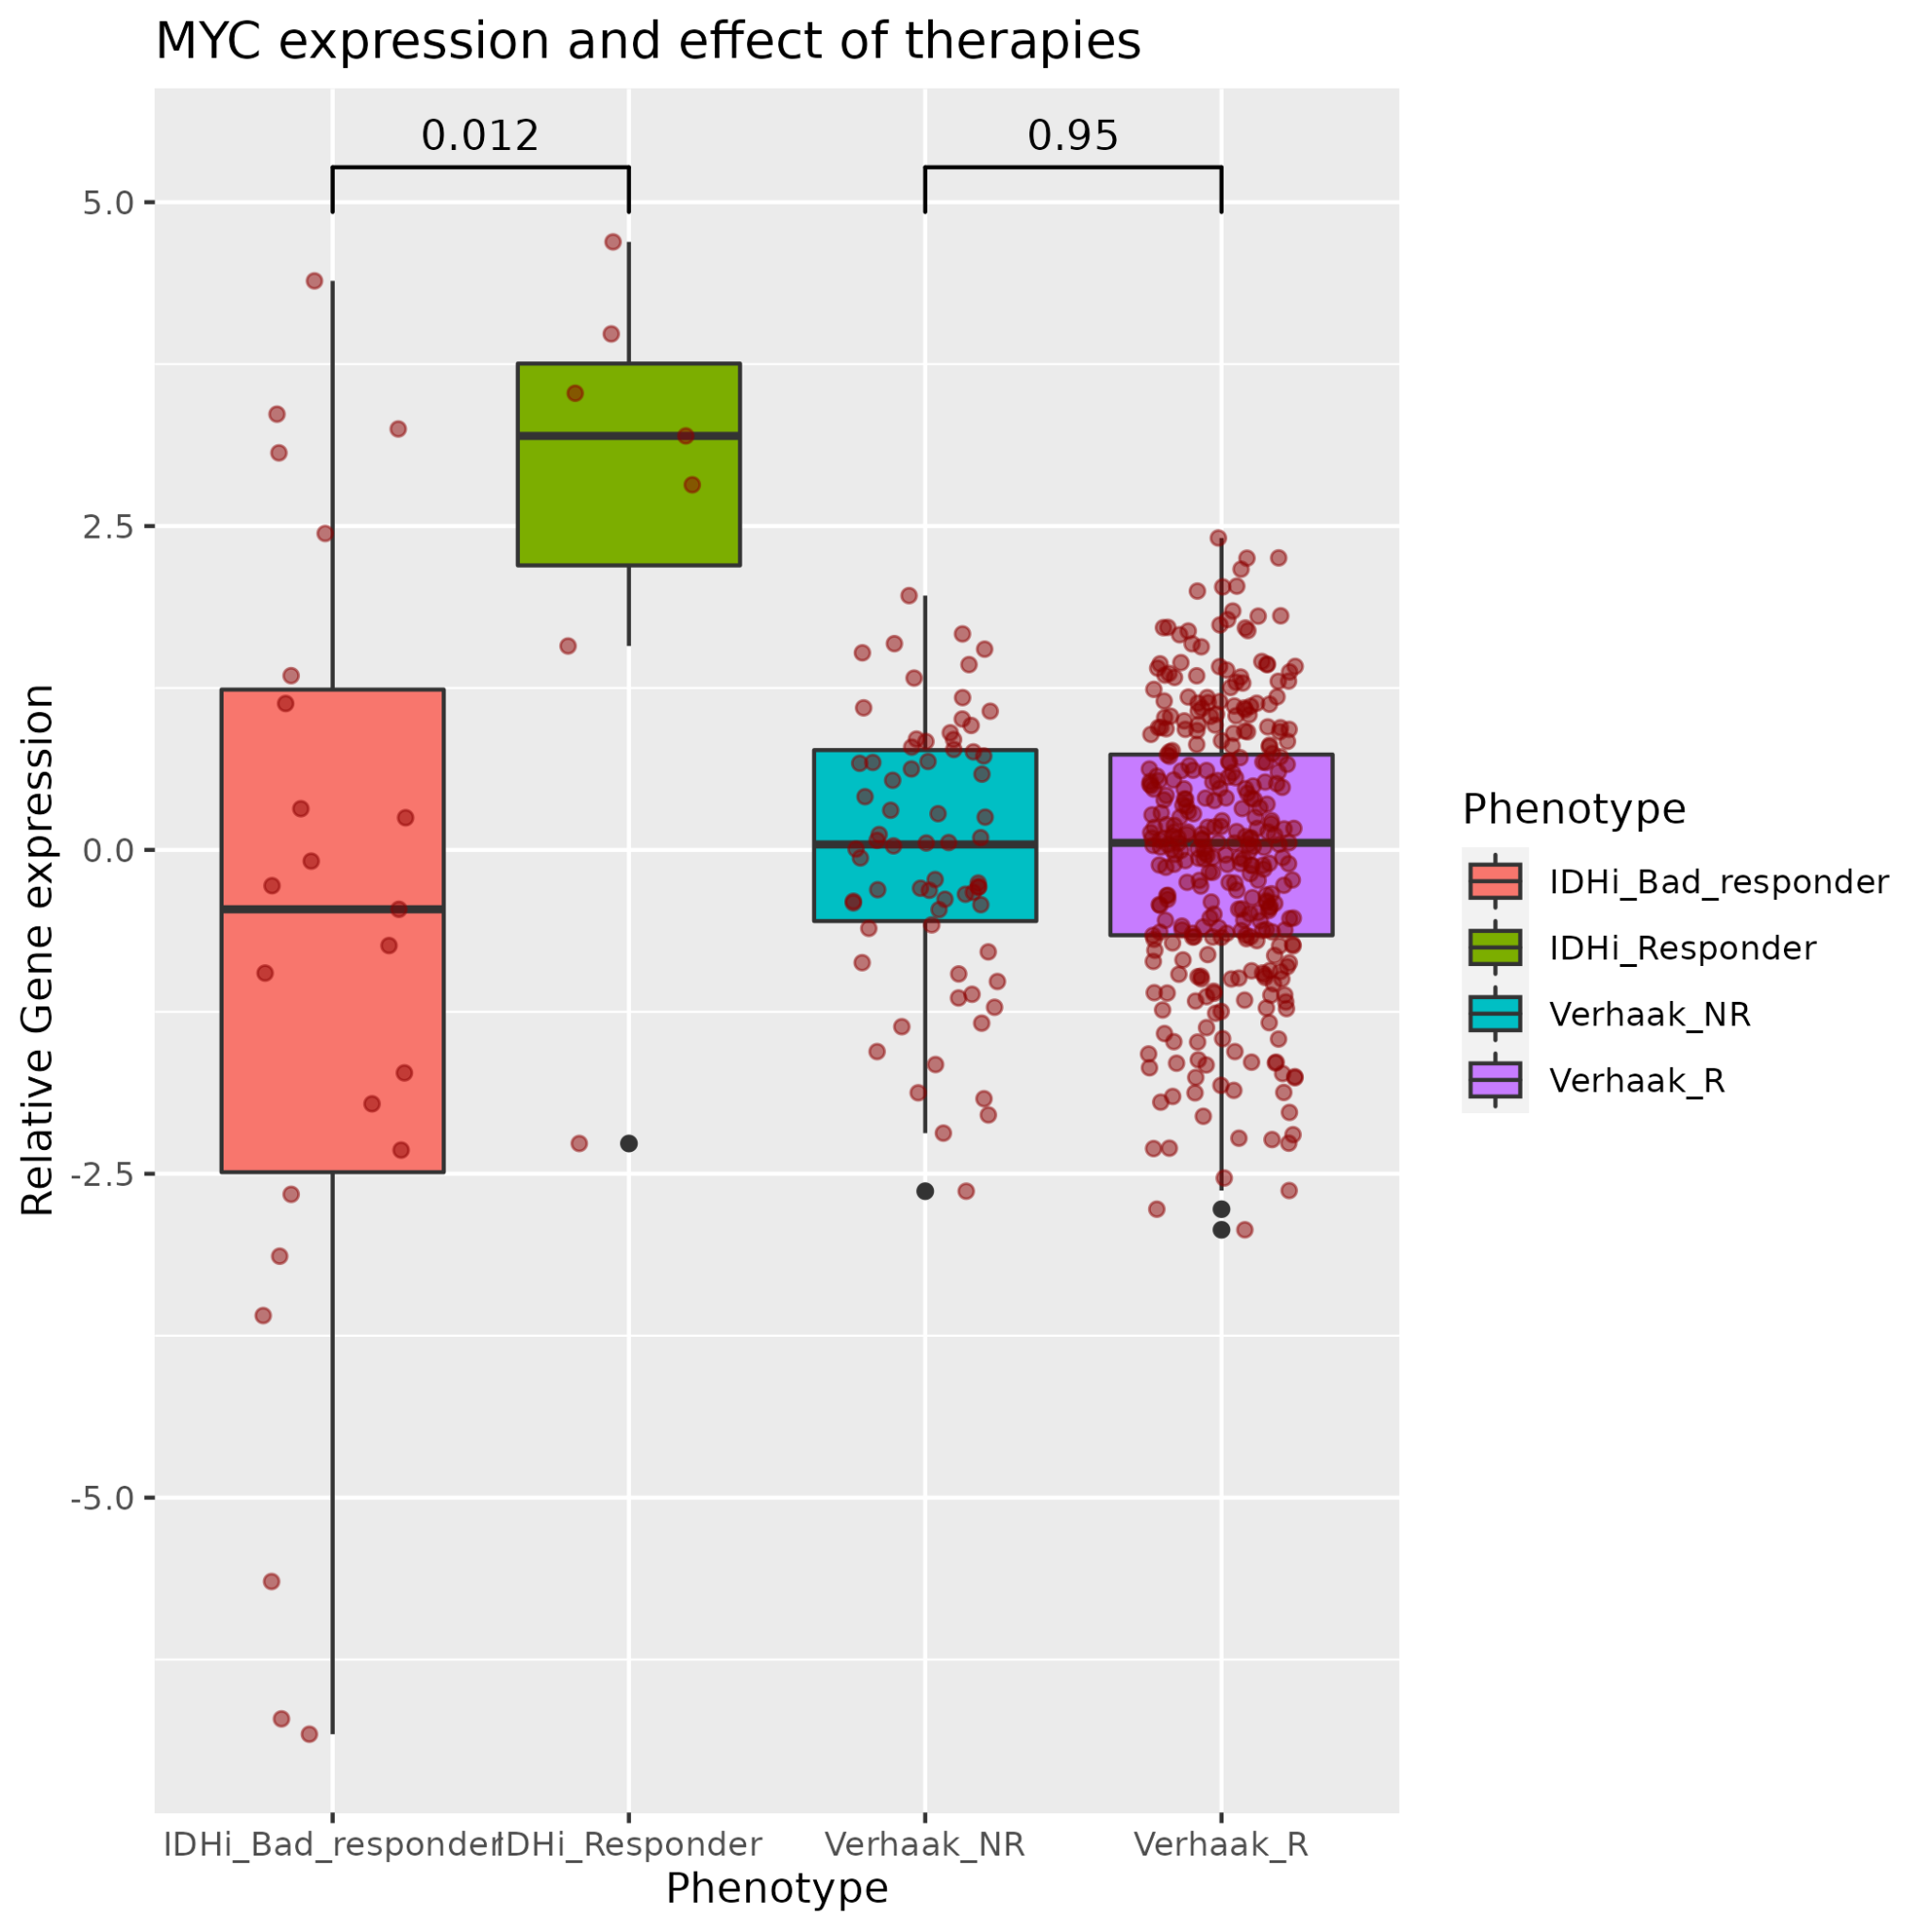 MYC expression and effect of therapies
0.012
0.95
5.0
2.5
0.0
-2.5
-5.0
Relative Gene expression
IDHi_Bad_responder
IDHi_Responder
Verhaak_NR
Verhaak_R
Phenotype
Phenotype
IDHi_Bad_responder
IDHi_Responder
Verhaak_NR
Verhaak_R